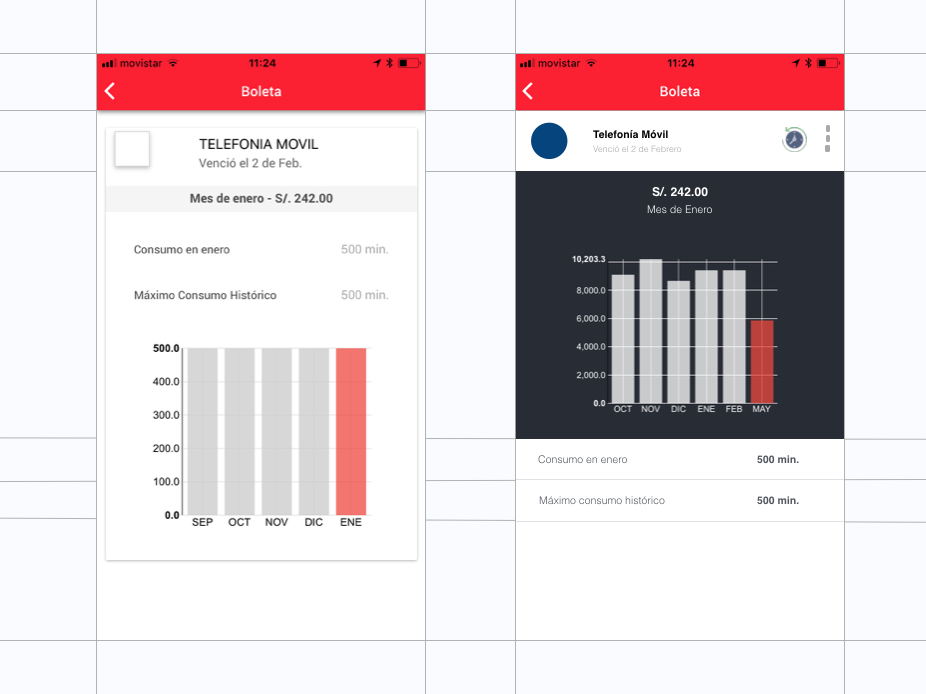 movistar 11:24
Boleta
TELEFONIA MOVIL
Venció el 2 de Feb.
Mes de enero - S/. 242.00
Consumo en enero 500 min.
Máximo Consumo Histórico 500 min.
500.0
400.0
300.0
200.0
100.0
0.0
SEP OCT NOV DIC ENE
movistar 11:24
Boleta
Telefonía Móvil
Venció el 2 de Febrero
S/. 242.00
Mes de Enero
10,203.3
8,000.0
6,000.0
4,000.0
2,000.0
0.0
OCT NOV DIC ENE FEB MAY
Consumo en enero 500 min.
Máximo consumo histórico 500 min.